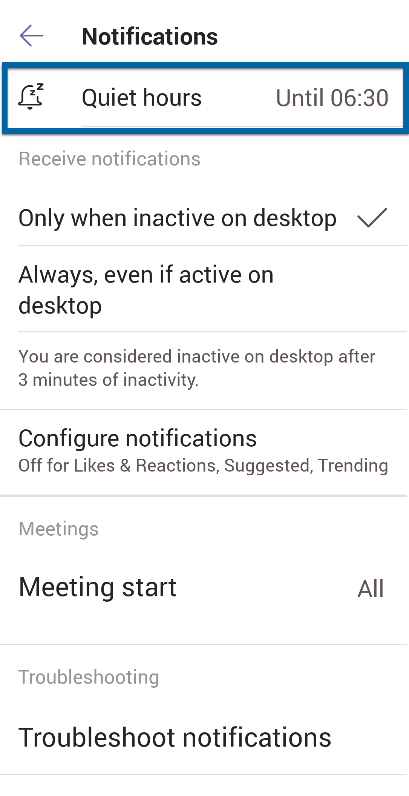 Notifications
Quiet hours Until 06:30
Receive notifications
Only when inactive on desktop
Always, even if active on
desktop
You are considered inactive on desktop after
3 minutes of inactivity.
Configure notifications
Off for Likes & Reactions, Suggested, Trending
Meetings
Meeting start All
Troubleshooting
Troubleshoot notifications